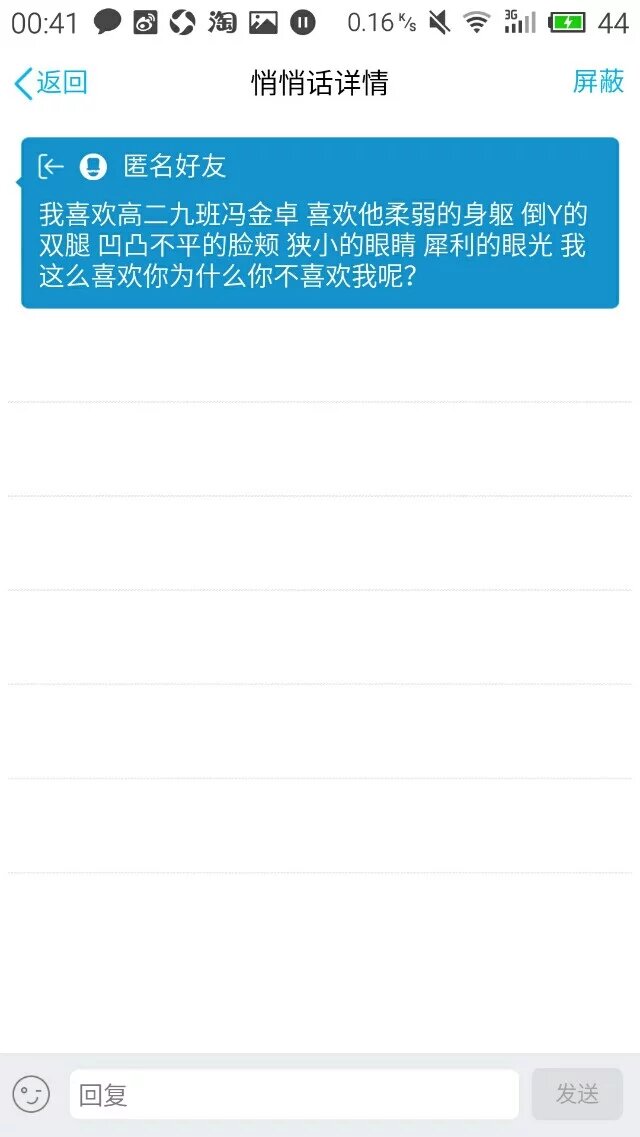 00:41 淘 0.16 K/s 3G 44
返回 悄悄话详情 屏蔽
匿名好友
我喜欢高二九班冯金卓 喜欢他柔弱的身躯 倒Y的
双腿 凹凸不平的脸颊 狭小的眼睛 犀利的眼光 我
这么喜欢你为什么你不喜欢我呢?
回复 发送